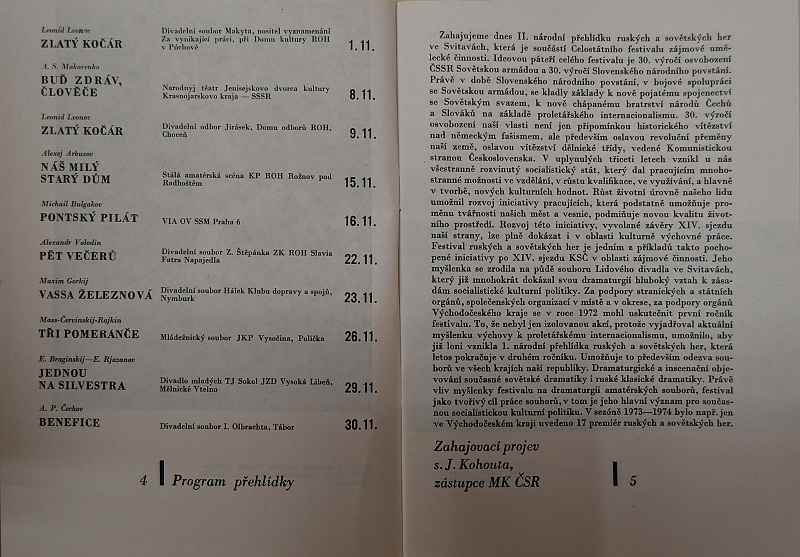 Leonid Leonov
ZLATÝ KOČÁR
Divadelní soubor Makyta, nositel vyznamenání
Za vynikající práci, při Domu kultury ROH
v Púchově
1.11.
A. S. Makarenko
BUĎ ZDRÁV,
ČLOVĚČE
Narodnyj těatr Jenisejskovo dvorca kultury
Krasnojarskovo kraja — SSSR
8.11.
Leonid Leonov
ZLATÝ KOČÁR
Divadelní odbor Jirásek, Domu odborů ROH,
Choceň
9.11.
Alexej Arbuzov
NÁŠ MILÝ
STARÝ DŮM
Stálá amatérská scéna KP ROH Rožnov pod
Radhoštěm
15.11.
Michail Bulgakov
PONTSKÝ PILÁT
VIA OV SSM Praha 6
16.11.
Alexandr Volodin
PĚT VEČERŮ
Divadelní soubor Z. Štěpánka ZK ROH Slavia
Fatra Napajedla
22.11.
Maxim Gorkij
VASSA ŽELEZNOVÁ
Divadelní soubor Hálek Klubu dopravy a spojů,
Nymburk
23.11.
Mass-Červinskij-Rajkin
TŘI POMERANČE
Mládežnický soubor JKP Vysočina, Polička
26.11.
E. Braginskij—E. Rjazanov
JEDNOU
NA SILVESTRA
Divadlo mladých TJ Sokol JZD Vysoká Libeň,
Mělnické Vtelno
29.11.
A. P. Čechov
BENEFICE
Divadelní soubor I. Olbrachta, Tábor
30.11.
4 Program přehlídky
Zahajujeme dnes II. národní přehlídku ruských a sovětských her
ve Svitavách, která je součástí Celostátního festivalu zájmové umě-
lecké činnosti. Ideovou páteří celého festivalu je 30. výročí osvobození
ČSSR Sovětskou armádou a 30. výročí Slovenského národního povstání.
Právě v době Slovenského národního povstání, v bojové spolupráci
se Sovětskou armádou, se kladly základy k nově pojatému spojenectví
se Sovětským svazem, k nově chápanému bratrství národů Čechů
a Slováků na základě proletářského internacionalismu. 30. výročí
osvobození naší vlasti není jen připomínkou historického vítězství
nad německým fašismem, ale především oslavou revoluční přeměny
naší země, oslavou vítězství dělnické třídy, vedené Komunistickou
stranou Československa. V uplynulých třiceti letech vznikl u nás
všestranně rozvinutý socialistický stát, který dal pracujícím mnoho-
stranné možnosti ve vzdělání, v růstu kvalifikace, ve využívání, a hlavně
v tvorbě, nových kulturních hodnot. Růst životní úrovně našeho lidu
umožnil rozvoj iniciativy pracujících, která podstatně umožňuje pro-
měnu tvářnosti našich měst a vesnic, podmiňuje novou kvalitu život-
ního prostředí. Rozvoj této iniciativy, vyvolané závěry XIV. sjezdu
naší strany, lze plně dokázat i v oblasti kulturně výchovné práce.
Festival ruských a sovětských her je jedním z příkladů takto pocho-
pené iniciativy po XIV. sjezdu KSČ v oblasti zájmové činnosti. Jeho
myšlenka se zrodila na půdě souboru Lidového divadla ve Svitavách,
který již mnohokrát dokázal svou dramaturgií hluboký vztah k zása-
dám socialistické kulturní politiky. Za podpory stranických a státních
orgánů, společenských organizací v místě a v okrese, za podpory orgánů
Východočeského kraje se v roce 1972 mohl uskutečnit první ročník
festivalu. To, že nebyl jen izolovanou akcí, protože vyjadřoval aktuální
myšlenku výchovy k proletářskému internacionalismu, umožnilo, aby
již loni vznikla 1. národní přehlídka ruských a sovětských her, která
letos pokračuje v druhém ročníku. Umožňuje to především odezva sou-
borů ve všech krajích naší republiky. Dramaturgické a inscenační obje-
vování současné sovětské dramatiky i ruské klasické dramatiky. Právě
vliv myšlenky festivalu na dramaturgii amatérských souborů, festival
jako tvořivý cíl práce souborů, v tom je jeho hlavní význam pro součas-
nou socialistickou kulturní politiku. V sezóně 1973—1974 bylo např. jen
ve Východočeském kraji uvedeno 17 premiér ruských a sovětských her.
Zahajovací projev
s. J. Kohouta,
zástupce MK ČSR
5